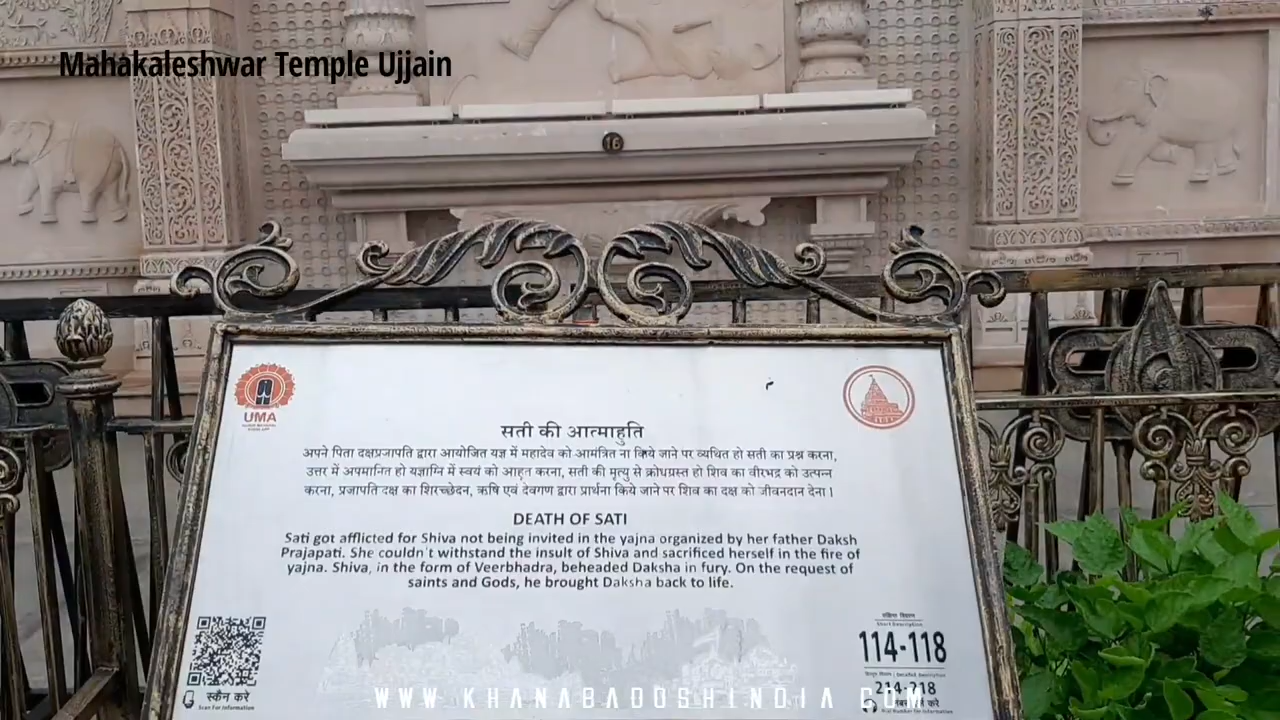 Mahakaleshwar Temple Ujjain
16
UMA
सती की आत्माहुति
अपने पिता दक्षप्रजापति द्वारा आयोजित यज्ञ में महादेव को आमंत्रित ना किये जाने पर व्यथित हो सती का प्रश्न करना,
उत्तर में अपमानित हो यज्ञाग्नि में स्वयं को आहूत करना, सती की मृत्यु से क्रोधग्रस्त हो शिव का वीरभद्र को उत्पन्न
करना, प्रजापति दक्ष का शिरच्छेदन, ऋषि एवं देवगण द्वारा प्रार्थना किये जाने पर शिव का दक्ष को जीवनदान देना।
DEATH OF SATI
Sati got afflicted for Shiva not being invited in the yajna organized by her father Daksh
Prajapati. She couldn't withstand the insult of Shiva and sacrificed herself in the fire of
yajna. Shiva, in the form of Veerbhadra, beheaded Daksha in fury. On the request of
saints and Gods, he brought Daksha back to life.
Short Description
114-118
214-218
स्कैन करे
Scan For Information
WWW.KHANABADOSHINDIA.COM